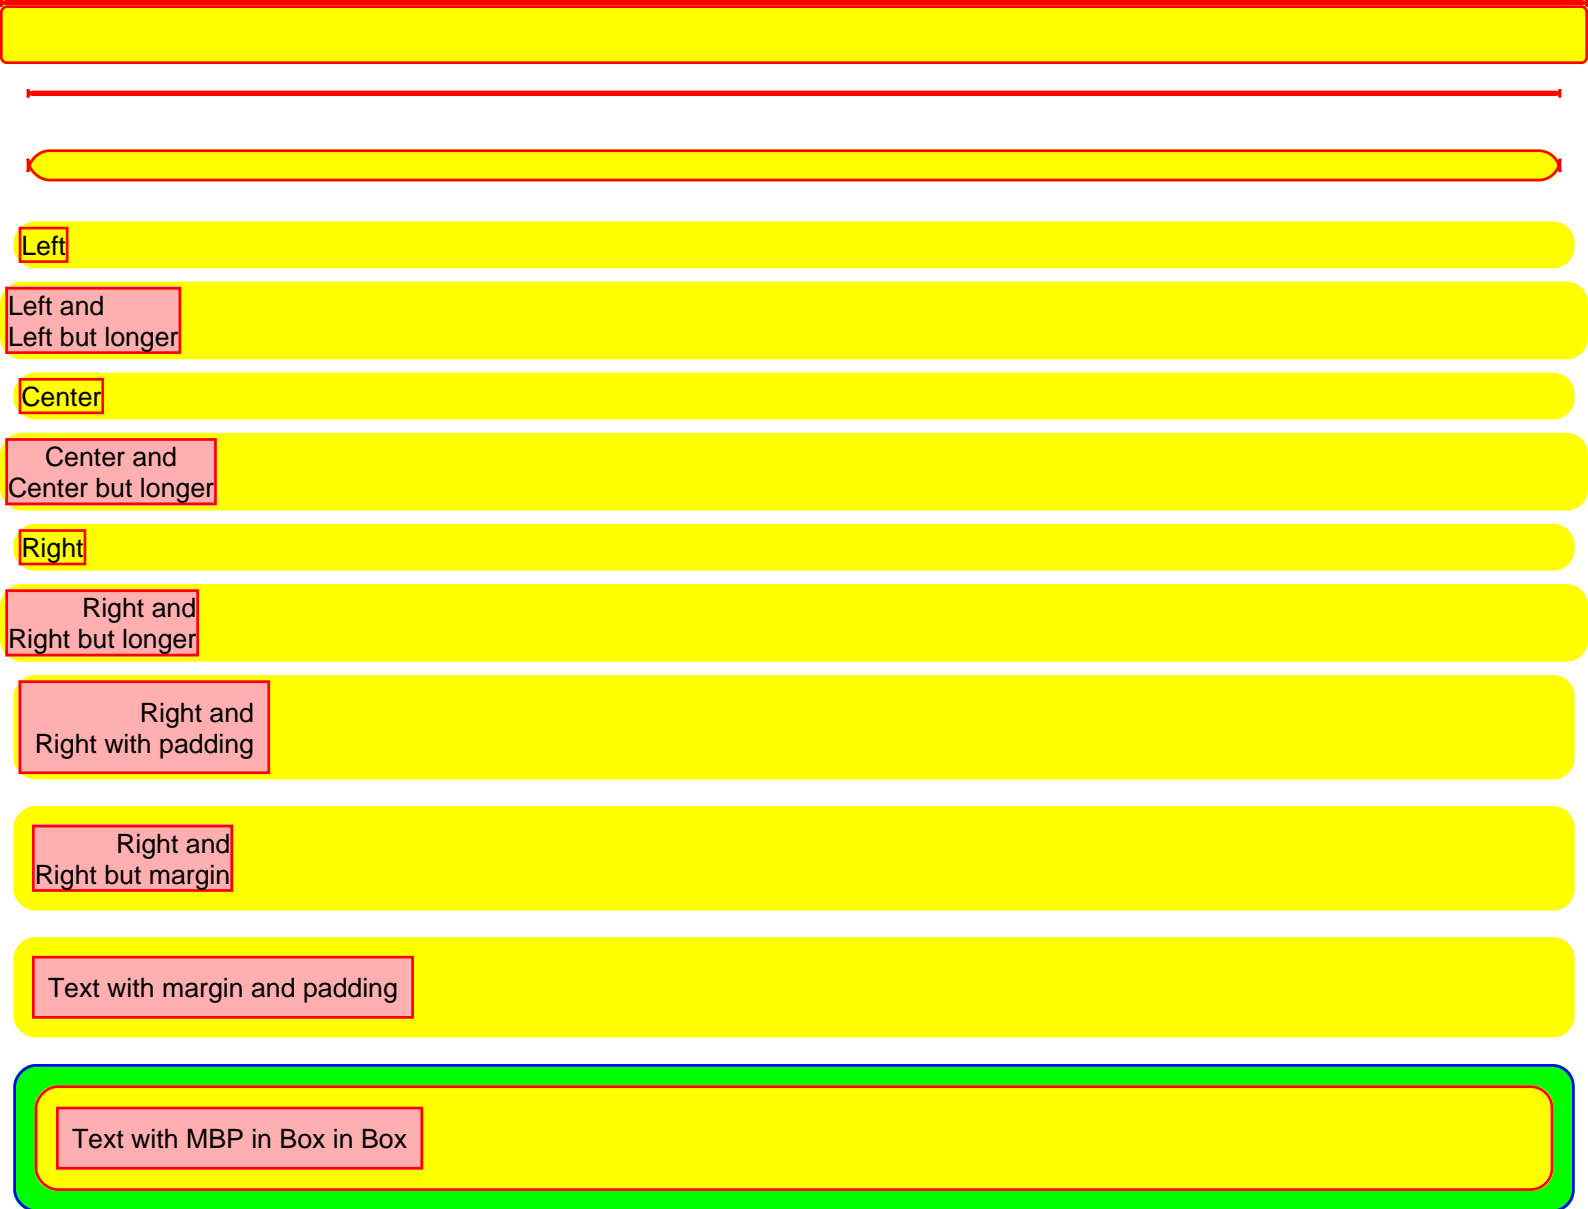 Left
Left and
Left but longer
Center
Center and
Center but longer
Right
Right and
Right but longer
Right and
Right with padding
Right and
Right but margin
Text with margin and padding
Text with MBP in Box in Box